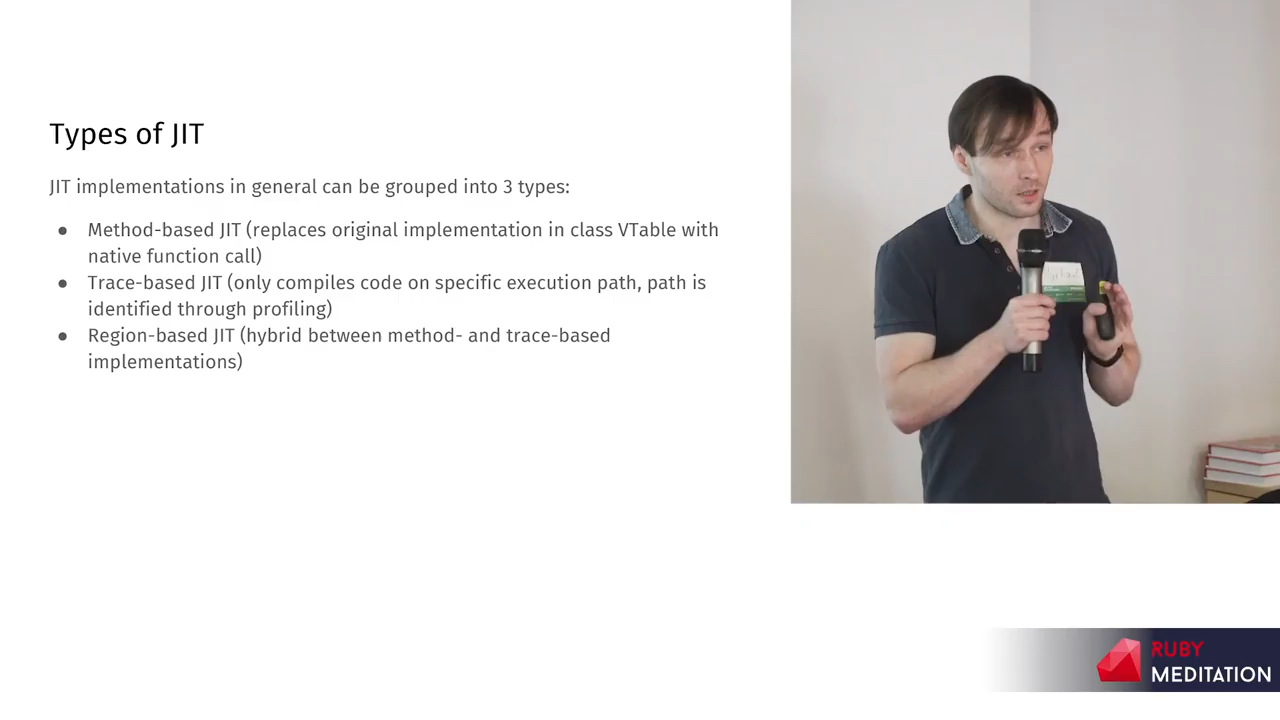 Types of JIT
JIT implementations in general can be grouped into 3 types:
● Method-based JIT (replaces original implementation in class VTable with
native function call)
● Trace-based JIT (only compiles code on specific execution path, path is
identified through profiling)
● Region-based JIT (hybrid between method- and trace-based
implementations)
RUBY
MEDITATION